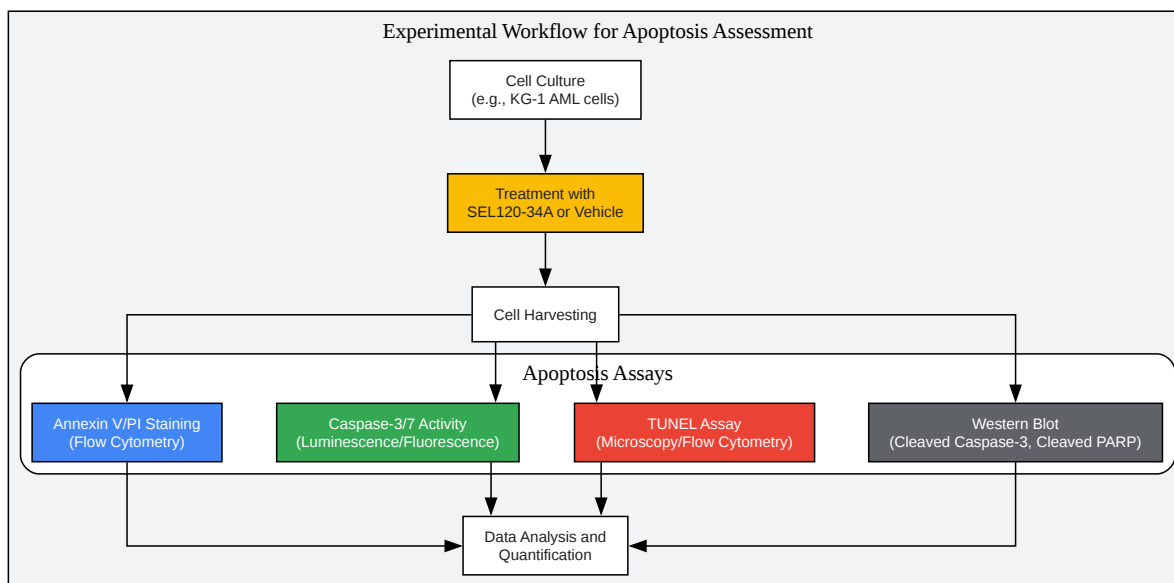 Experimental Workflow for Apoptosis Assessment
Cell Culture
(e.g., KG-1 AML cells)
Treatment with
SEL120-34A or Vehicle
Cell Harvesting
Apoptosis Assays
Annexin V/PI Staining
(Flow Cytometry)
Caspase-3/7 Activity
(Luminescence/Fluorescence)
TUNEL Assay
(Microscopy/Flow Cytometry)
Western Blot
(Cleaved Caspase-3, Cleaved PARP)
Data Analysis and
Quantification